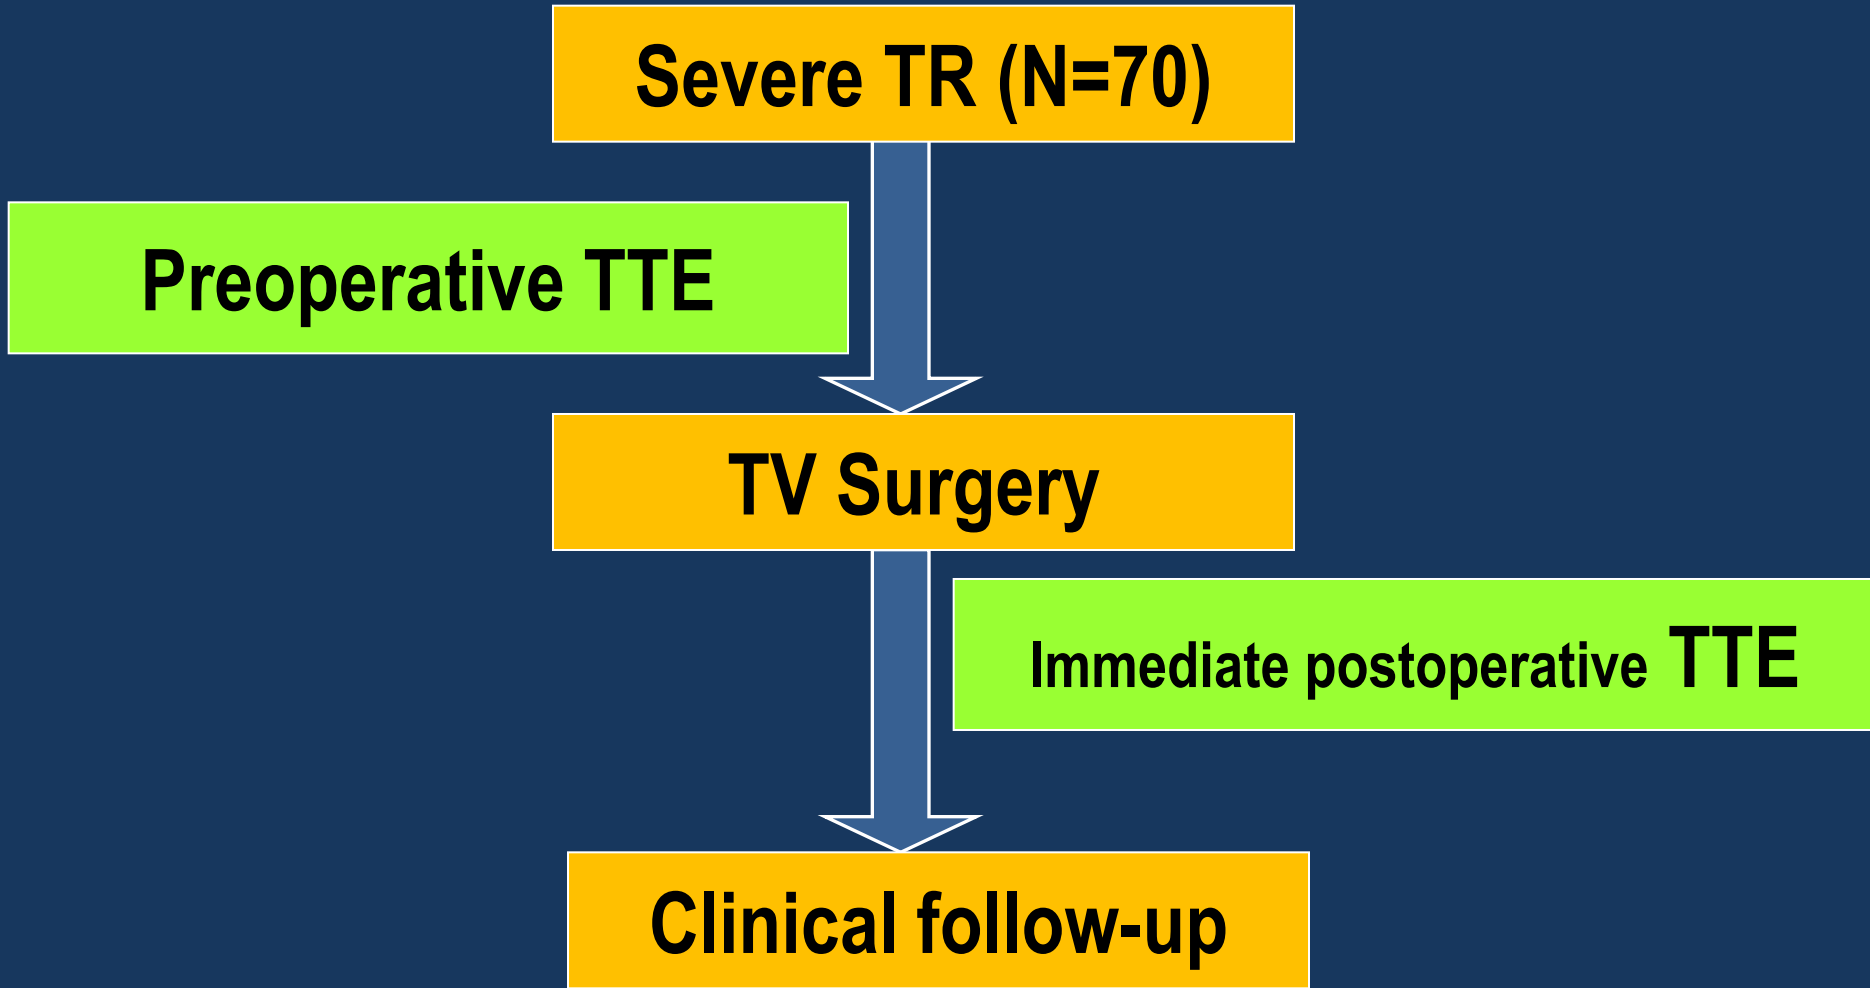 Severe TR (N=70)
Preoperative TTE
TV Surgery
Immediate postoperative TTE
Clinical follow-up